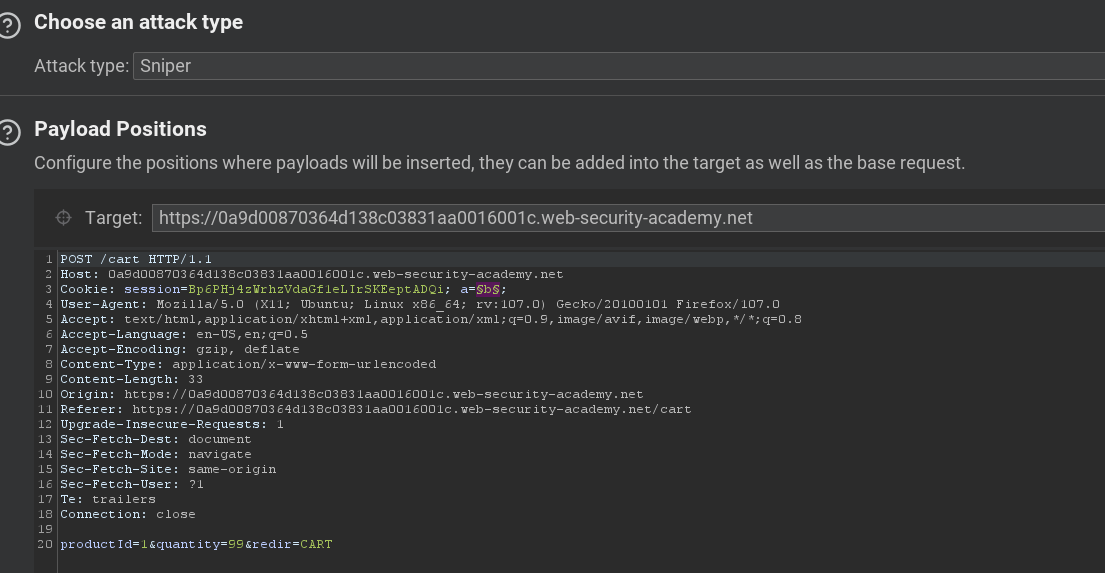 Choose an attack type
Attack type: Sniper
Payload Positions
Configure the positions where payloads will be inserted, they can be added into the target as well as the base request.
Target: https://0a9d00870364d138c03831aa0016001c.web-security-academy.net
1 POST /cart HTTP/1.1
2 Host: 0a9d00870364d138c03831aa0016001c.web-security-academy.net
3 Cookie: session=Bp6PHj4zWrhzVdaGf1eLIrSKEeptADQi; a=§b§;
4 User-Agent: Mozilla/5.0 (X11; Ubuntu; Linux x86_64; rv:107.0) Gecko/20100101 Firefox/107.0
5 Accept: text/html,application/xhtml+xml,application/xml;q=0.9,image/avif,image/webp,*/*;q=0.8
6 Accept-Language: en-US,en;q=0.5
7 Accept-Encoding: gzip, deflate
8 Content-Type: application/x-www-form-urlencoded
9 Content-Length: 33
10 Origin: https://0a9d00870364d138c03831aa0016001c.web-security-academy.net
11 Referer: https://0a9d00870364d138c03831aa0016001c.web-security-academy.net/cart
12 Upgrade-Insecure-Requests: 1
13 Sec-Fetch-Dest: document
14 Sec-Fetch-Mode: navigate
15 Sec-Fetch-Site: same-origin
16 Sec-Fetch-User: ?1
17 Te: trailers
18 Connection: close
19
20 productId=1&quantity=99&redir=CART